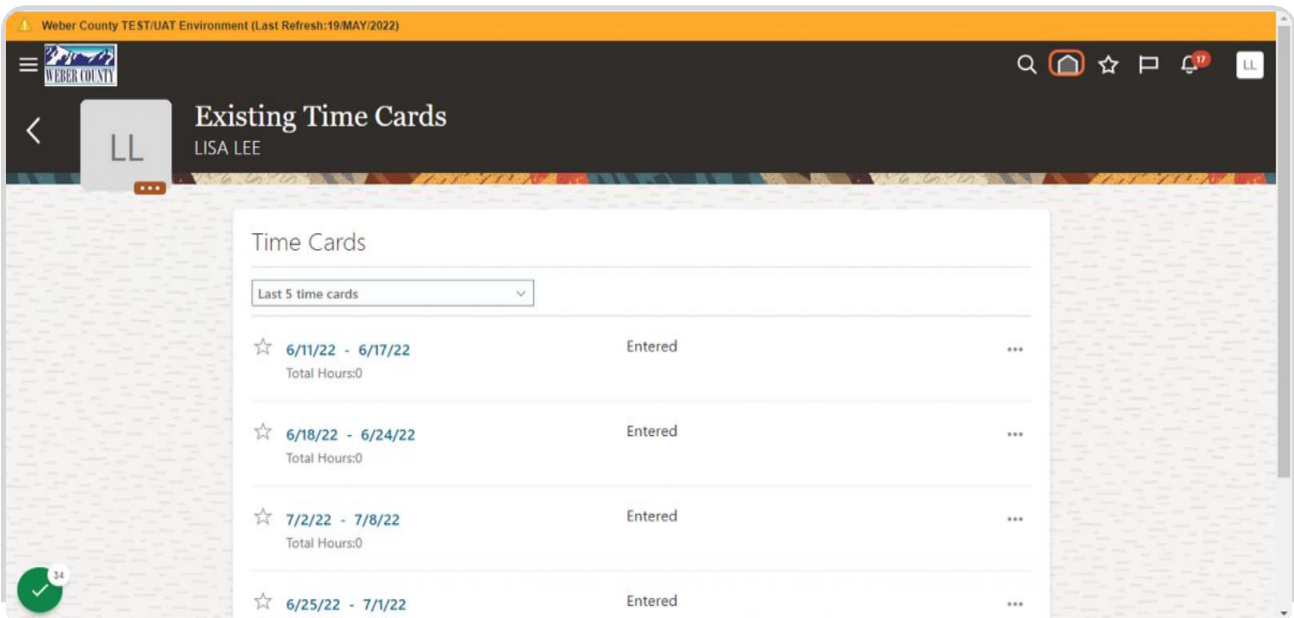 Weber County TEST/UAT Environment (Last Refresh:19/MAY/2022)
WEBER COUNTY
17
LL
Existing Time Cards
LL
LISA LEE
Time Cards
Last 5 time cards
6/11/22 - 6/17/22 Entered
Total Hours:0
6/18/22 - 6/24/22 Entered
Total Hours:0
7/2/22 - 7/8/22 Entered
Total Hours:0
34
6/25/22 - 7/1/22 Entered